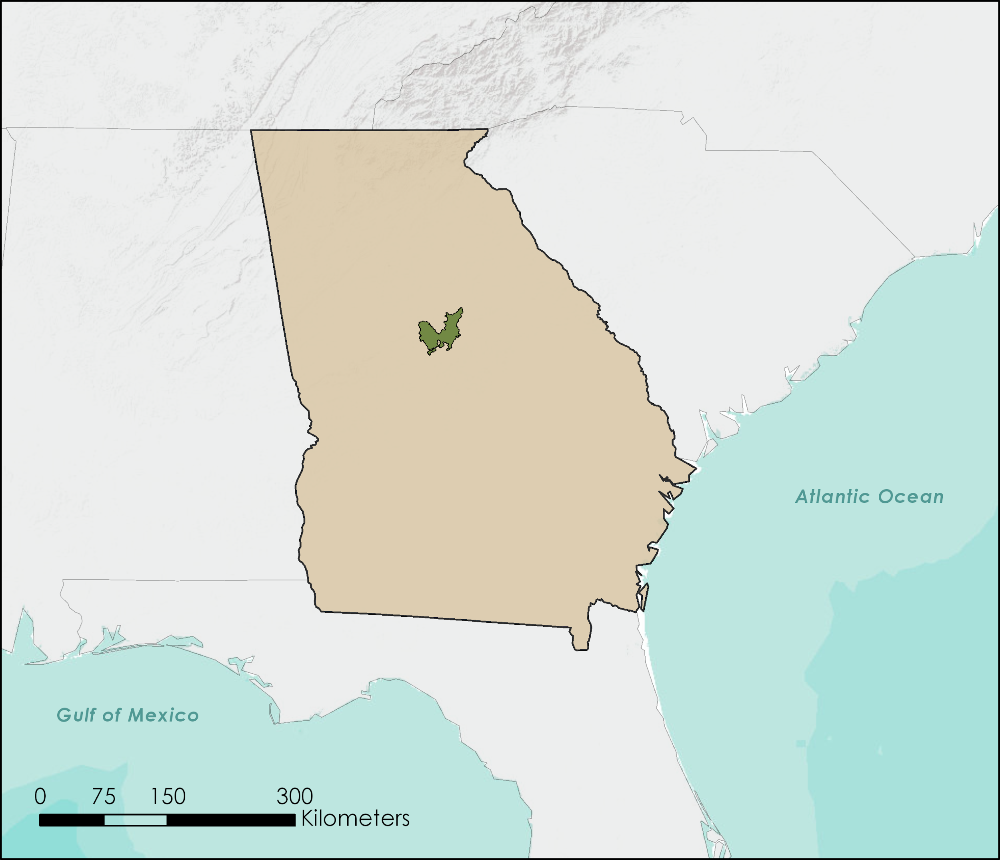 Atlantic Ocean
Gulf of Mexico
0 75 150 300
Kilometers